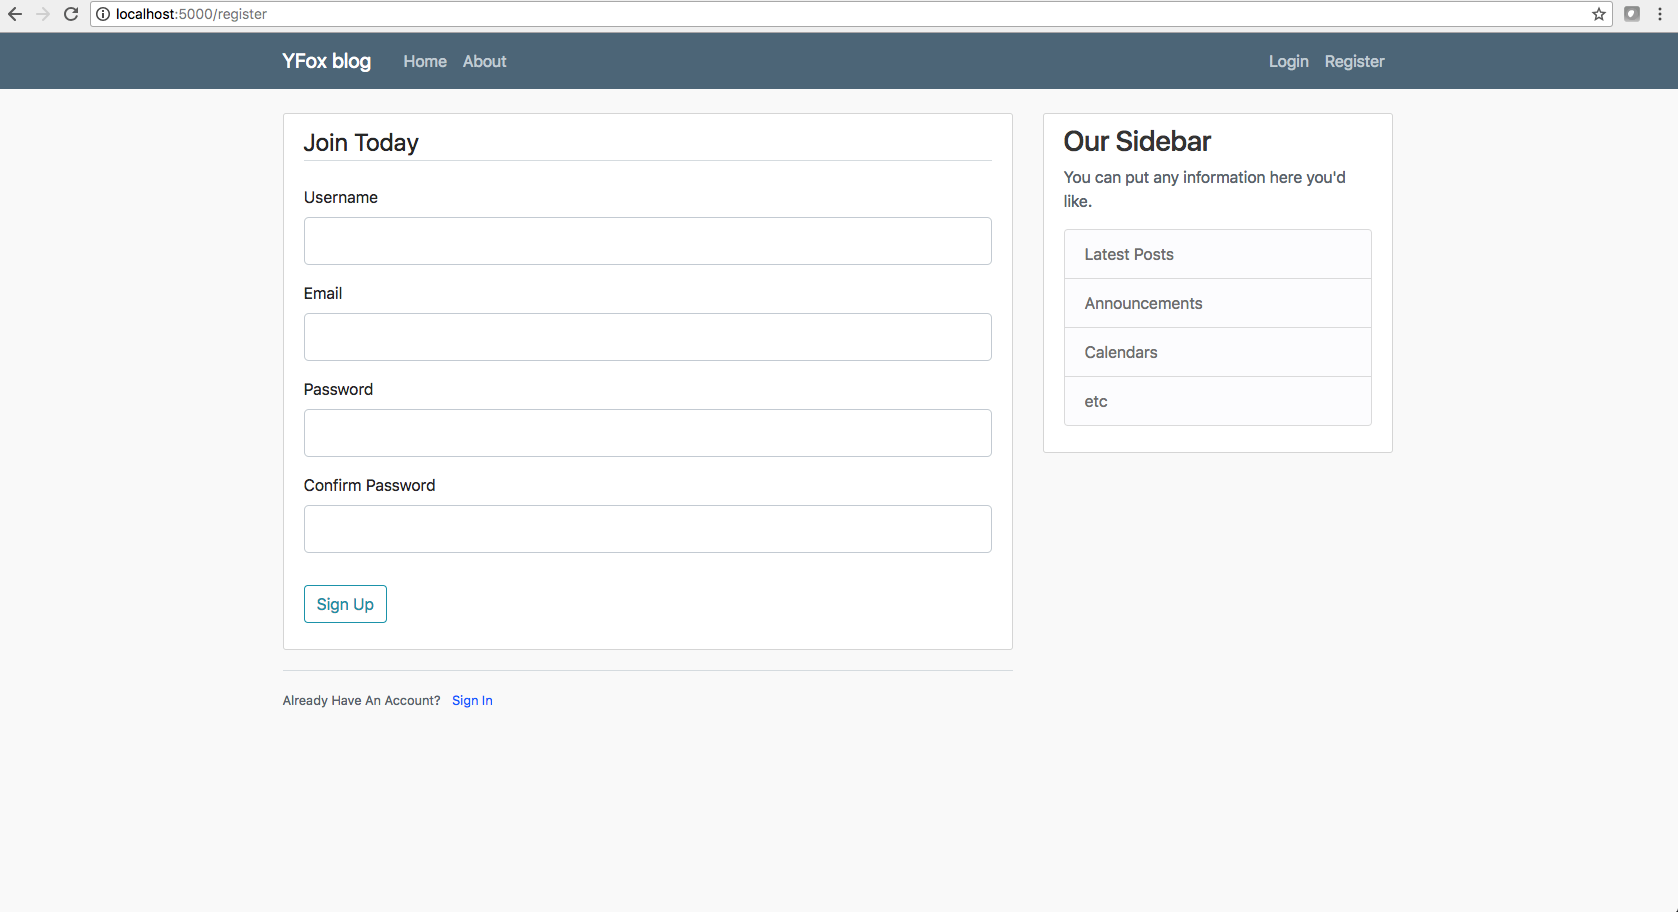 localhost:5000/register
YFox blog Home About Login Register
Join Today
Username
Email
Password
Confirm Password
Sign Up
Already Have An Account? Sign In
Our Sidebar
You can put any information here you'd
like.
Latest Posts
Announcements
Calendars
etc